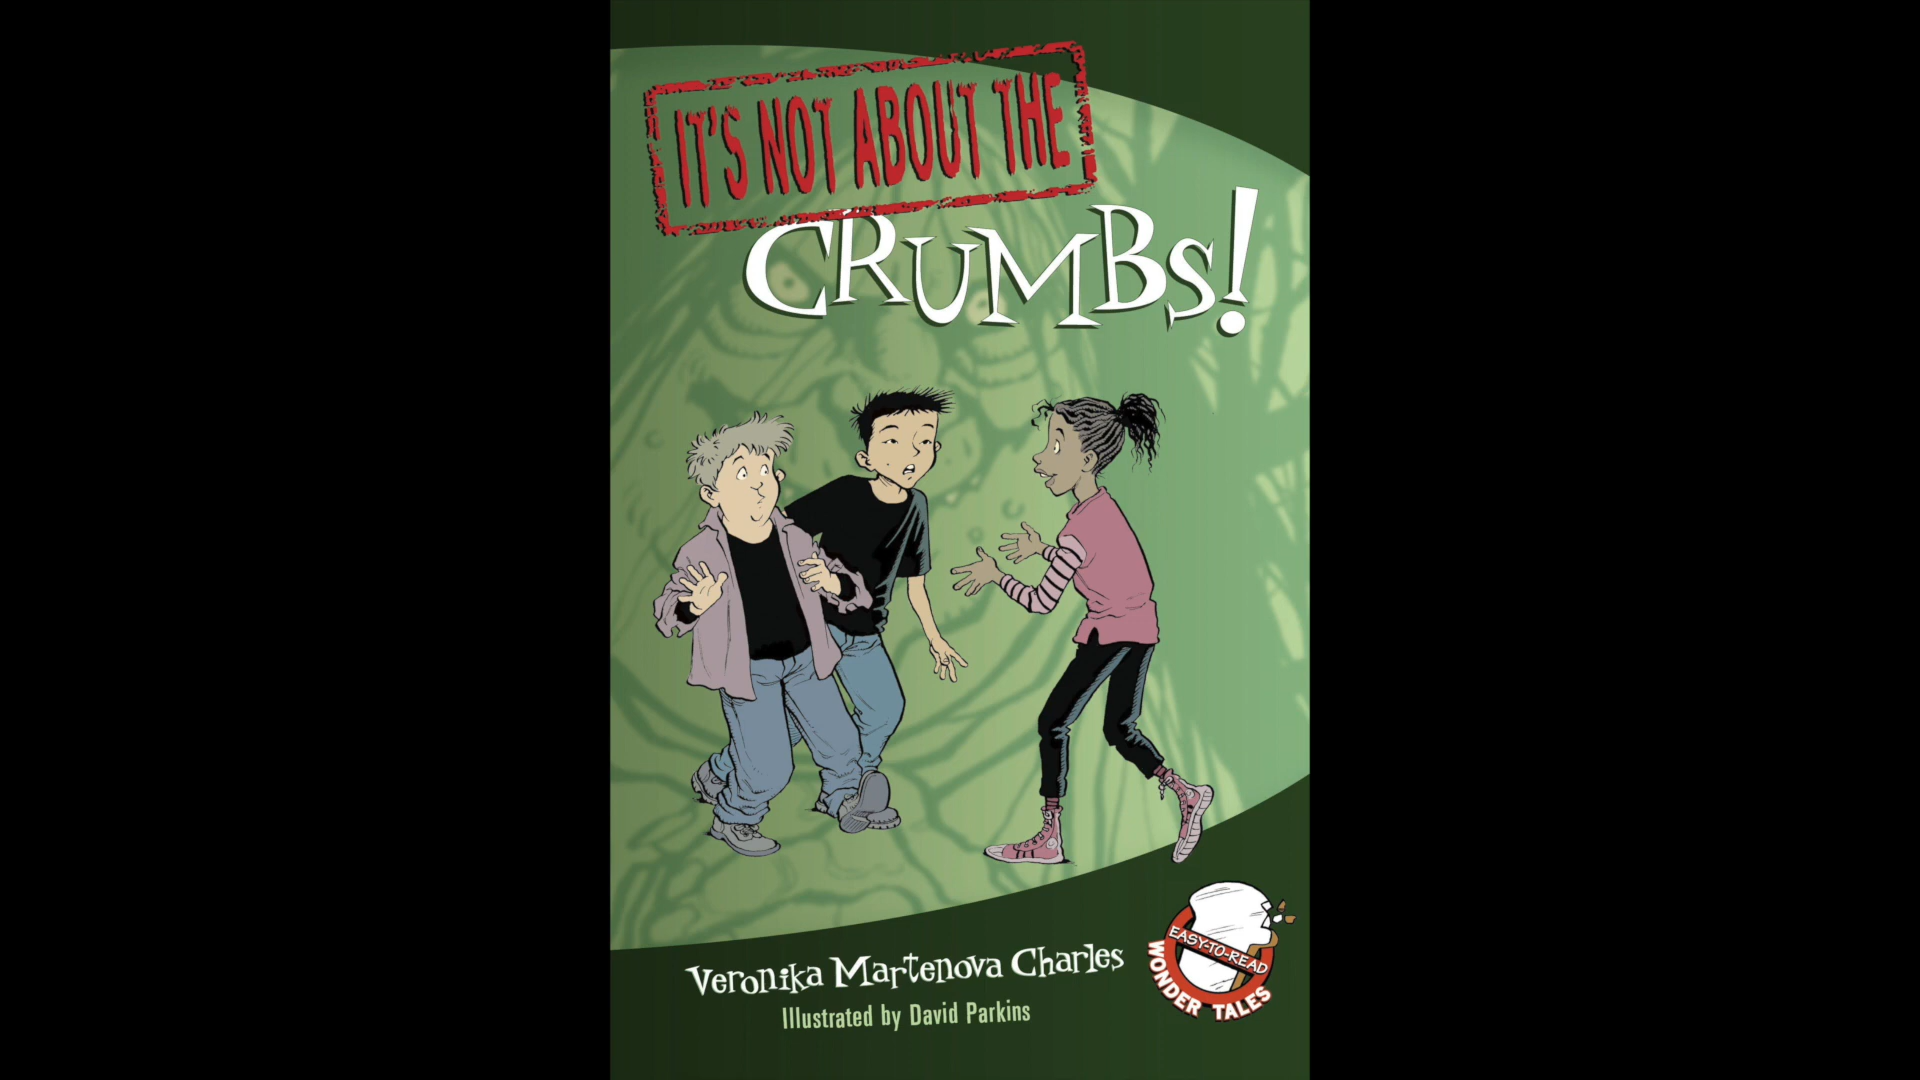 IT'S NOT ABOUT THE
CRUMBS!
Veronika Martenova Charles
Illustrated by David Parkins
EASY-TO-READ
WONDER TALES